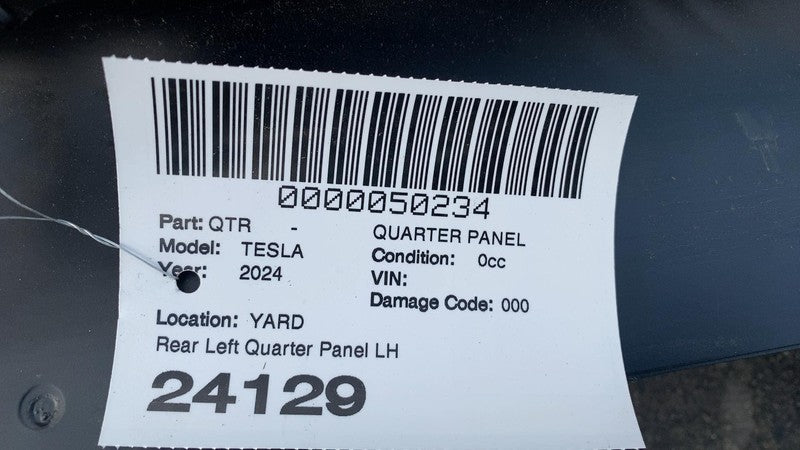 0000050234
Part: QTR - QUARTER PANEL
Model: TESLA Condition: 0cc
Year: 2024 VIN:
Damage Code: 000
Location: YARD
Rear Left Quarter Panel LH
24129